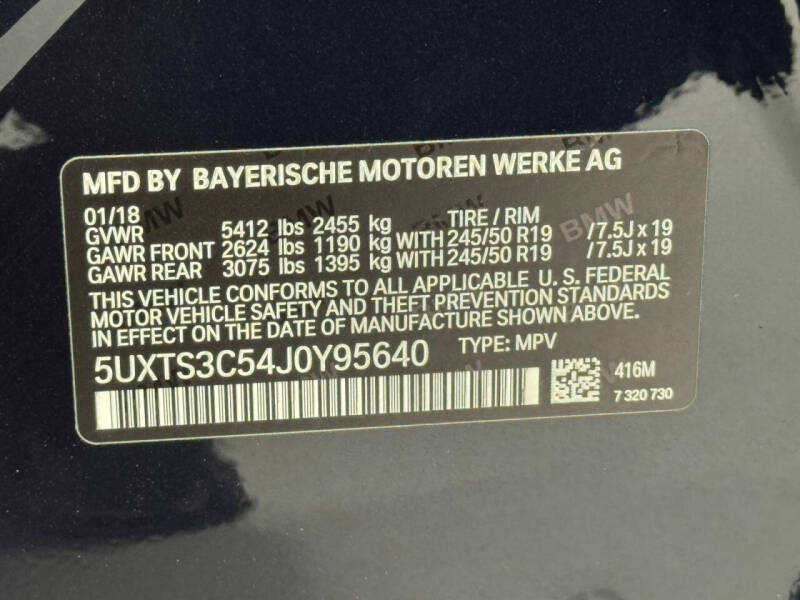 MFD BY BAYERISCHE MOTOREN WERKE AG
01/18 TIRE / RIM
GVWR 5412 lbs 2455 kg
GAWR FRONT 2624 lbs 1190 kg WITH 245/50 R19 /7.5J x 19
GAWR REAR 3075 lbs 1395 kg WITH 245/50 R19 /7.5J x 19
THIS VEHICLE CONFORMS TO ALL APPLICABLE U. S. FEDERAL
MOTOR VEHICLE SAFETY AND THEFT PREVENTION STANDARDS
IN EFFECT ON THE DATE OF MANUFACTURE SHOWN ABOVE.
5UXTS3C54J0Y95640 TYPE: MPV
416M
7 320 730